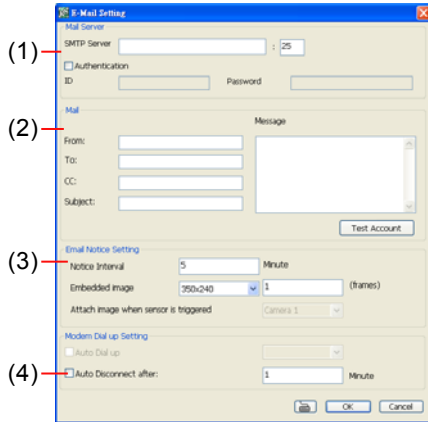 E-Mail Setting
Mail Server
(1)
SMTP Server : 25
Authentication
ID Password
Mail
(2)
Message
From:
To:
CC:
Subject:
Test Account
Email Notice Setting
(3)
Notice Interval 5 Minute
Embedded image 350x240 1 (frames)
Attach image when sensor is triggered Camera 1
Modem Dial up Setting
Auto Dial up
(4)
Auto Disconnect after: 1 Minute
OK Cancel